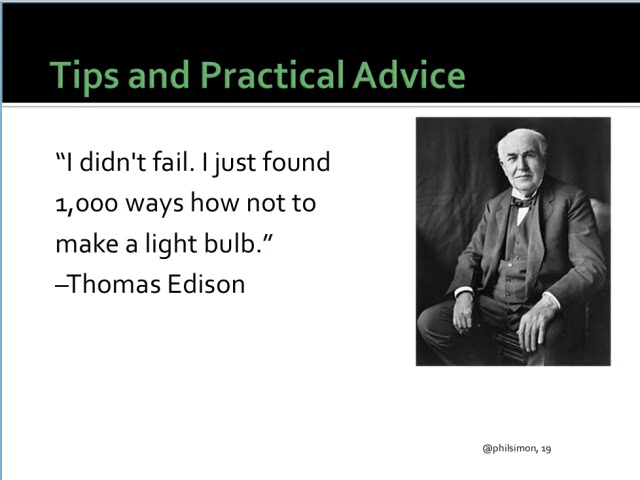 Tips and Practical Advice
“I didn't fail. I just found
1,000 ways how not to
make a light bulb.”
–Thomas Edison
@philsimon, 19